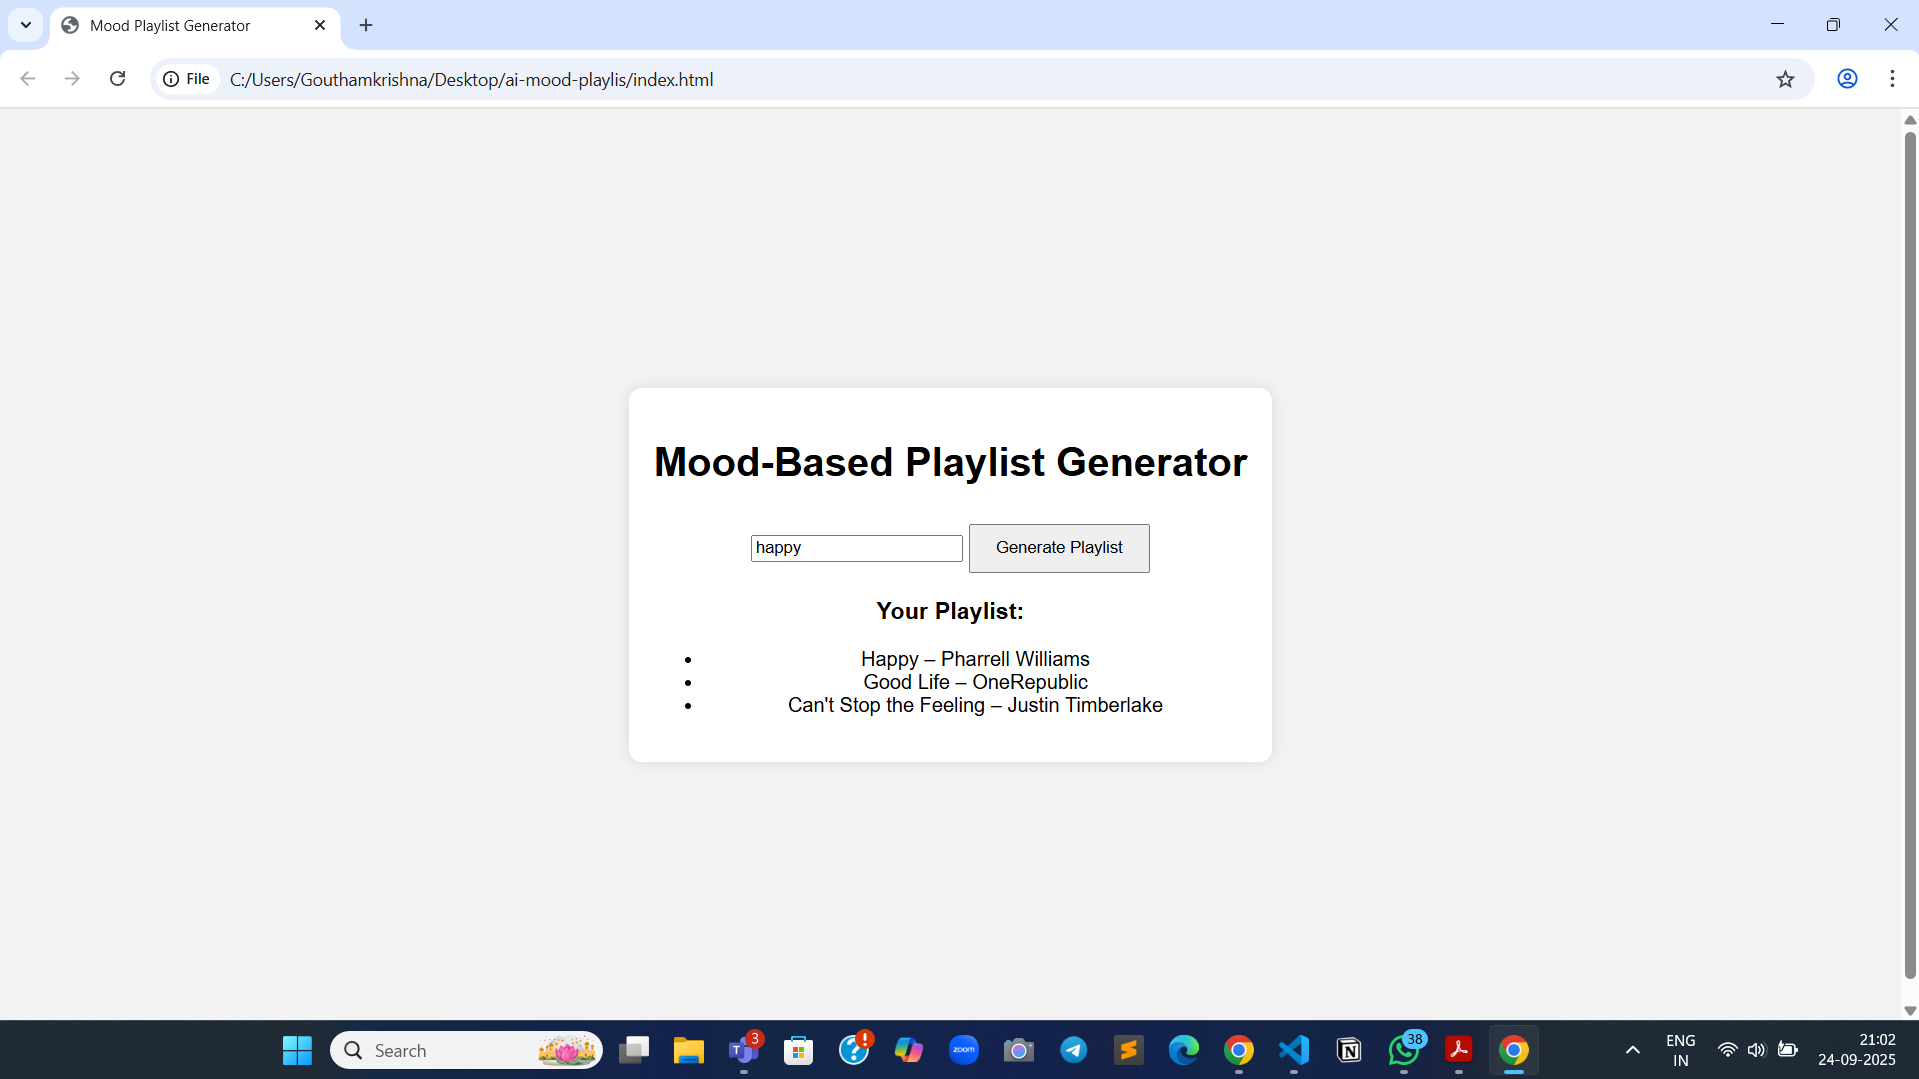 Mood Playlist Generator
File
C:/Users/Gouthamkrishna/Desktop/ai-mood-playlis/index.html
Mood-Based Playlist Generator
happy
Generate Playlist
Your Playlist:
• Happy – Pharrell Williams
• Good Life – OneRepublic
• Can't Stop the Feeling – Justin Timberlake
Search
3
zoom
38
ENG
IN
21:02
24-09-2025